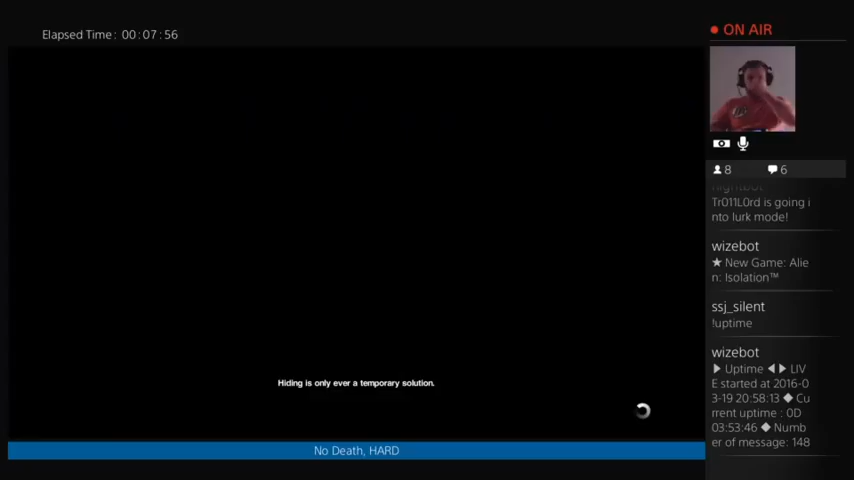 Elapsed Time: 00:07:56
ON AIR
8 6
nightbot
Tr011L0rd is going i
nto lurk mode!
wizebot
★ New Game: Alie
n: Isolation™
ssj_silent
!uptime
wizebot
▶ Uptime ◀▶ LIV
E started at 2016-0
3-19 20:58:13 ◆ Cu
rrent uptime : 0D
03:53:46 ◆ Numb
er of message: 148
Hiding is only ever a temporary solution.
No Death, HARD